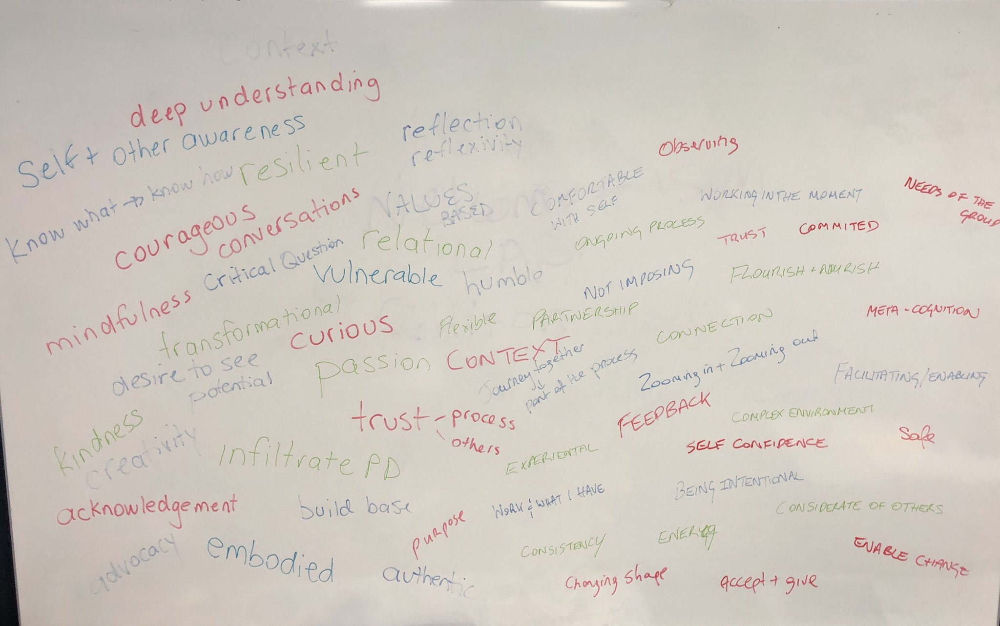 context
deep understanding
Self + other awareness
reflection
reflexivity
Know what → know how
resilient
Observing
courageous
conversations
VALUES
BASED
COMFORTABLE
WITH SELF
WORKING IN THE MOMENT
NEEDS OF THE
GROUP
Critical Question
relational
ONGOING PROCESS
TRUST
COMMITED
vulnerable
humble
NOT IMPOSING
FLOURISH + NOURISH
mindfulness
transformational
curious
Flexible
PARTNERSHIP
CONNECTION
META-COGNITION
desire to see
potential
passion
CONTEXT
Journey together
↓
part of the process
Zooming in + Zooming out
FACILITATING/ENABLING
kindness
creativity
trust - process
others
FEEDBACK
COMPLEX ENVIRONMENT
Infiltrate PD
EXPERIENTAL
SELF CONFIDENCE
Safe
acknowledgement
build base
purpose
WORK & WHAT I HAVE
BEING INTENTIONAL
CONSIDERATE OF OTHERS
advocacy
embodied
authentic
CONSISTENCY
ENERGY
ENABLE CHANGE
Changing shape
Accept + give